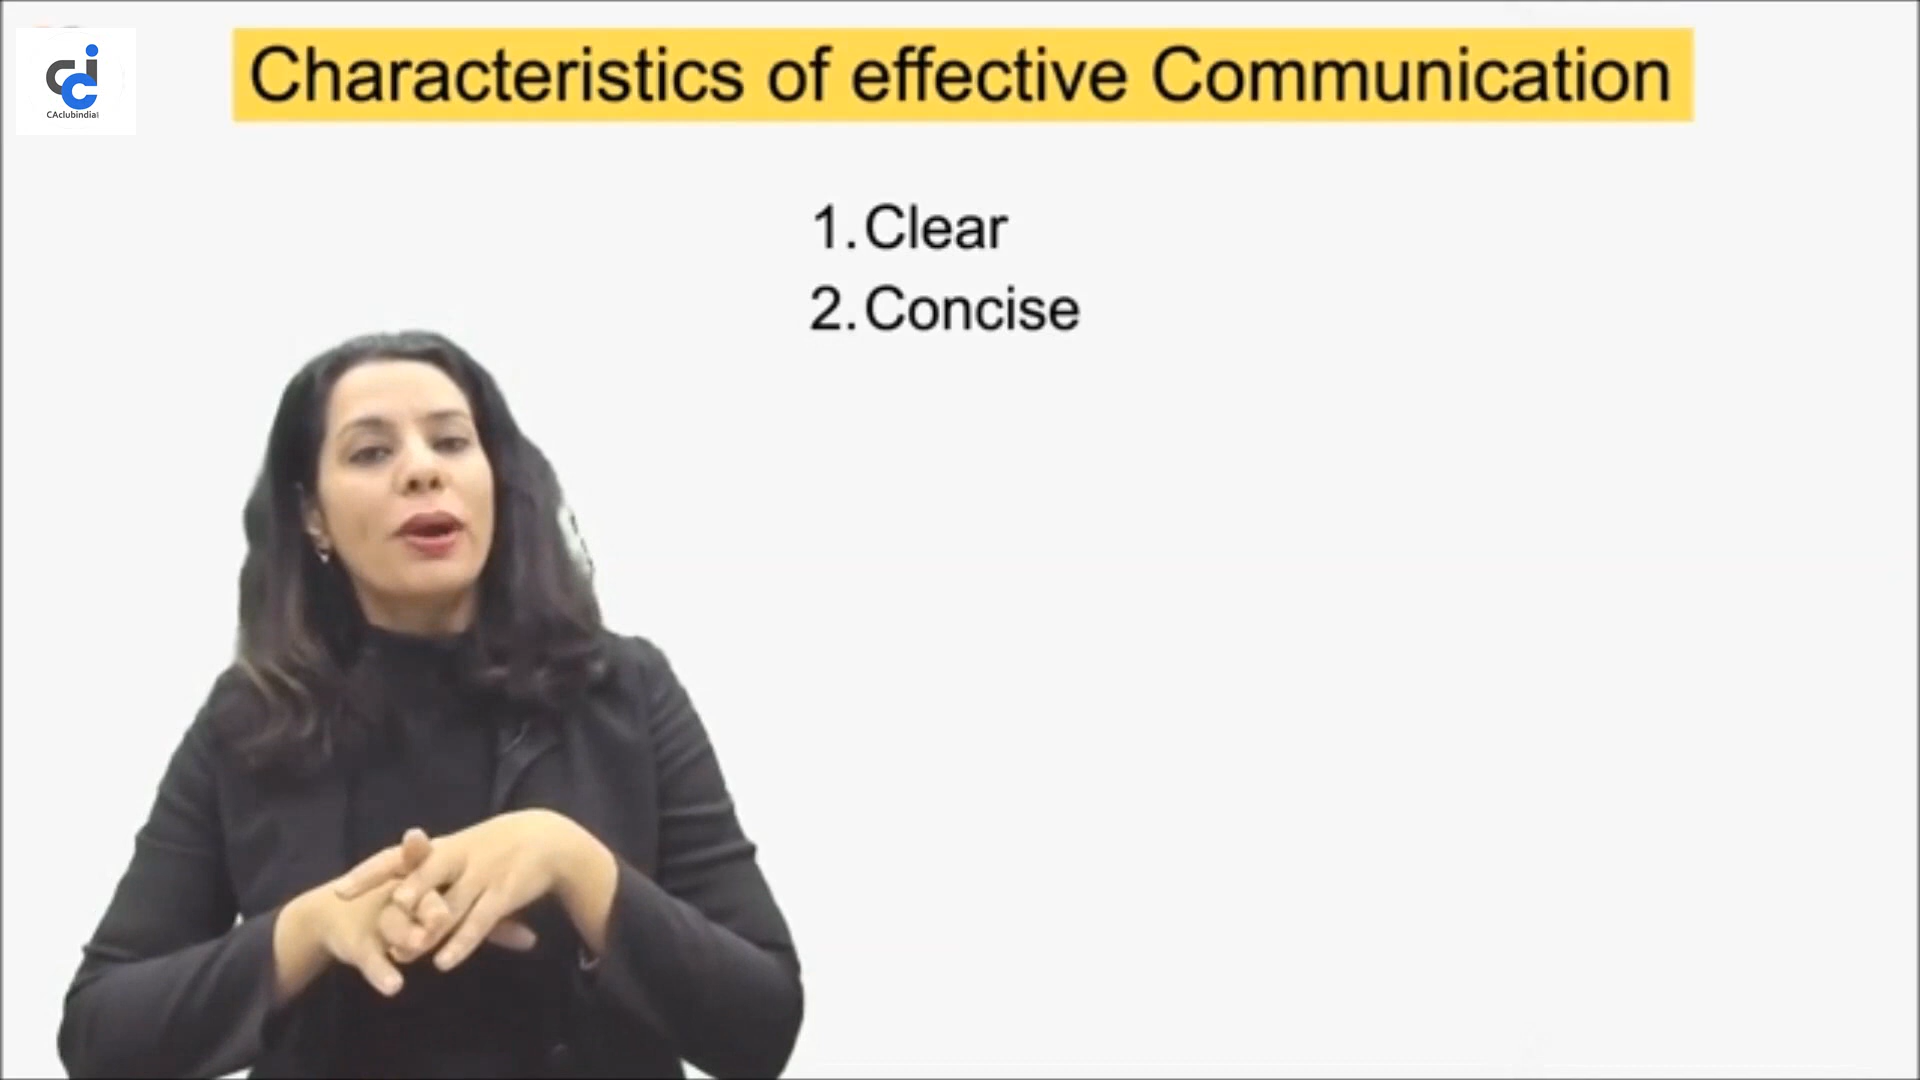 CAclubindia
Characteristics of effective Communication
1. Clear
2. Concise